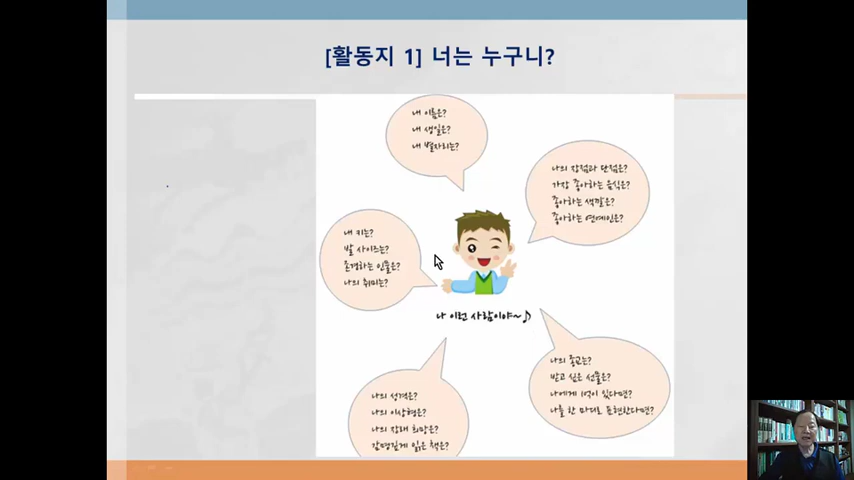 [활동지 1] 너는 누구니?
내 이름은?
내 생일은?
내 별자리는?
나의 장점과 단점은?
가장 좋아하는 음식은?
좋아하는 색깔은?
좋아하는 연예인은?
내 키는?
발 사이즈는?
존경하는 인물은?
나의 취미는?
나 이런 사람이야~♪
나의 종교는?
받고 싶은 선물은?
나에게 1억이 있다면?
나를 한 마디로 표현한다면?
나의 성격은?
나의 이상형은?
나의 장래 희망은?
감명깊게 읽은 책은?